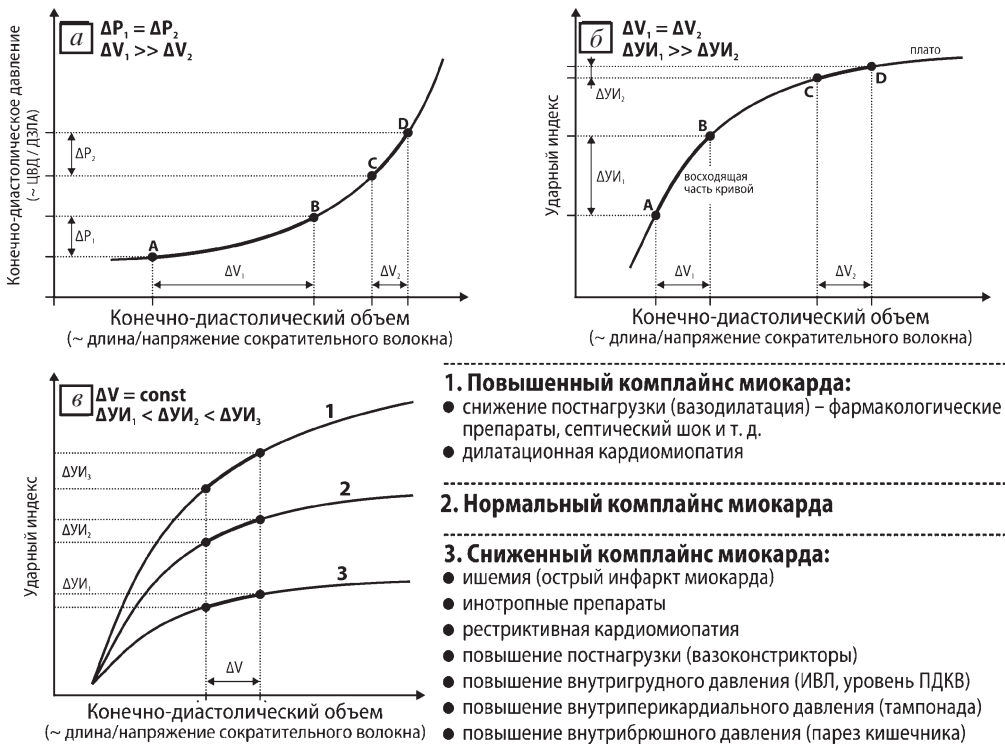 а
ΔP₁ = ΔP₂
ΔV₁ >> ΔV₂
Конечно-диастолическое давление
(~ ЦВД / ДЗЛА)
ΔP₂
ΔP₁
A
B
C
D
ΔV₁
ΔV₂
Конечно-диастолический объем
(~ длина/напряжение сократительного волокна)
б
ΔV₁ = ΔV₂
ΔУИ₁ >> ΔУИ₂
плато
Ударный индекс
ΔУИ₂
ΔУИ₁
A
B
C
D
восходящая
часть кривой
ΔV₁
ΔV₂
Конечно-диастолический объем
(~ длина/напряжение сократительного волокна)
в
ΔV = const
ΔУИ₁ < ΔУИ₂ < ΔУИ₃
Ударный индекс
ΔУИ₃
ΔУИ₂
ΔУИ₁
1
2
3
ΔV
Конечно-диастолический объем
(~ длина/напряжение сократительного волокна)
1. Повышенный комплайнс миокарда:
● снижение постнагрузки (вазодилатация) – фармакологические
препараты, септический шок и т. д.
● дилатационная кардиомиопатия
2. Нормальный комплайнс миокарда
3. Сниженный комплайнс миокарда:
● ишемия (острый инфаркт миокарда)
● инотропные препараты
● рестриктивная кардиомиопатия
● повышение постнагрузки (вазоконстрикторы)
● повышение внутригрудного давления (ИВЛ, уровень ПДКВ)
● повышение внутриперикардиального давления (тампонада)
● повышение внутрибрюшного давления (парез кишечника)